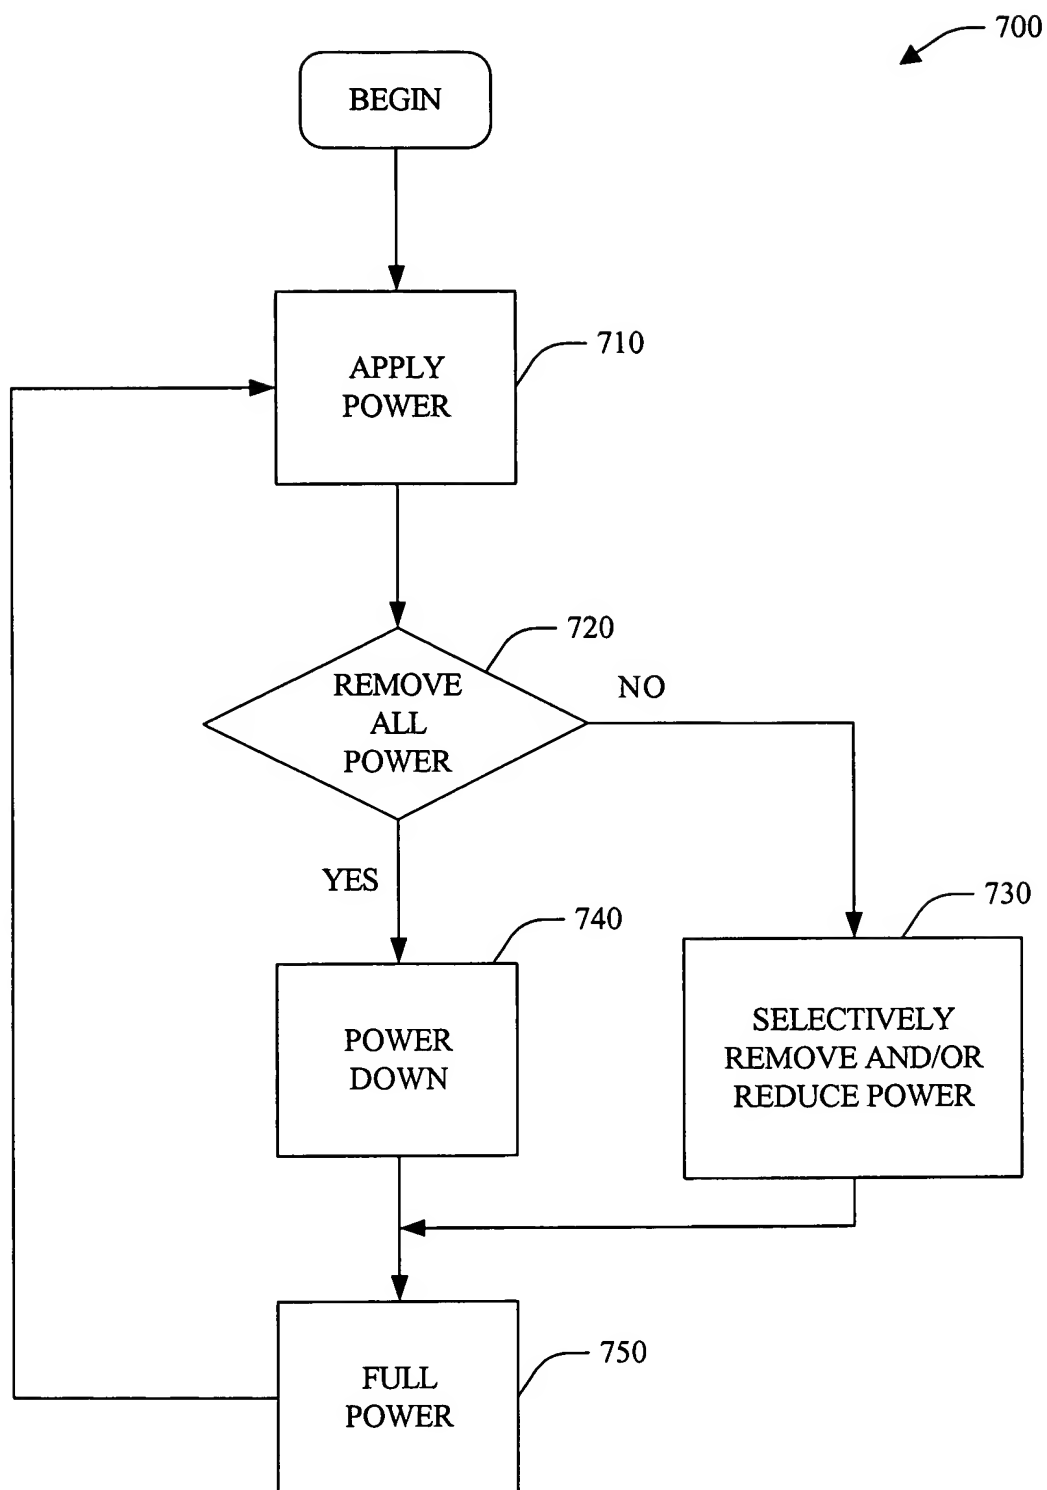 700
BEGIN
APPLY
POWER
710
720
REMOVE
ALL
POWER
NO
YES
740
730
POWER
DOWN
SELECTIVELY
REMOVE AND/OR
REDUCE POWER
750
FULL
POWER